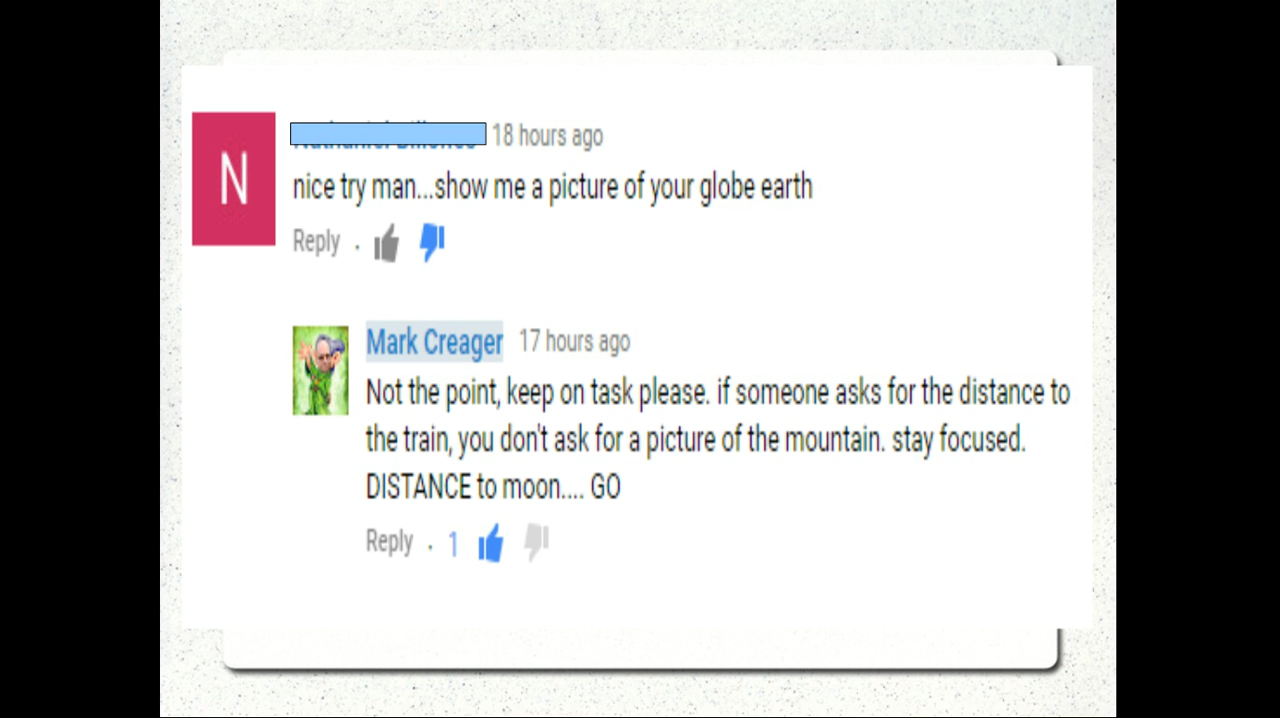 N
18 hours ago
nice try man...show me a picture of your globe earth
Reply
Mark Creager 17 hours ago
Not the point, keep on task please. if someone asks for the distance to
the train, you don't ask for a picture of the mountain. stay focused.
DISTANCE to moon.... GO
Reply 1